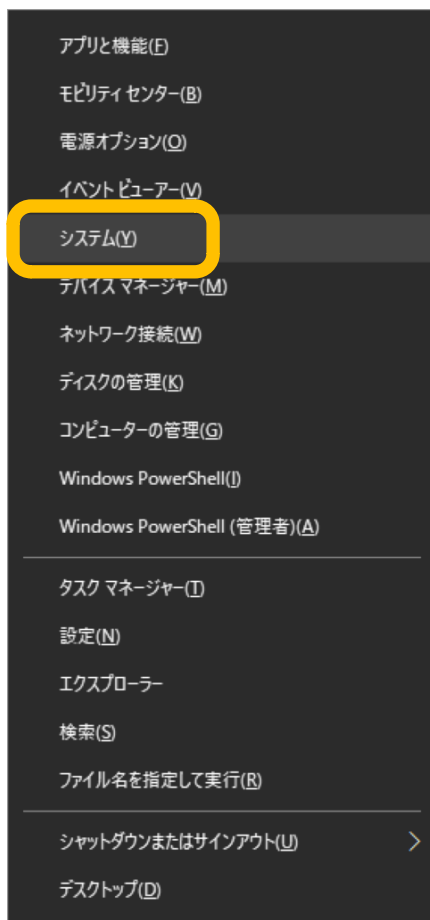 アプリと機能(F)
モビリティ センター(B)
電源オプション(O)
イベント ビューアー(V)
システム(Y)
デバイス マネージャー(M)
ネットワーク接続(W)
ディスクの管理(K)
コンピューターの管理(G)
Windows PowerShell(I)
Windows PowerShell (管理者)(A)
タスク マネージャー(T)
設定(N)
エクスプローラー
検索(S)
ファイル名を指定して実行(R)
シャットダウンまたはサインアウト(U)
デスクトップ(D)